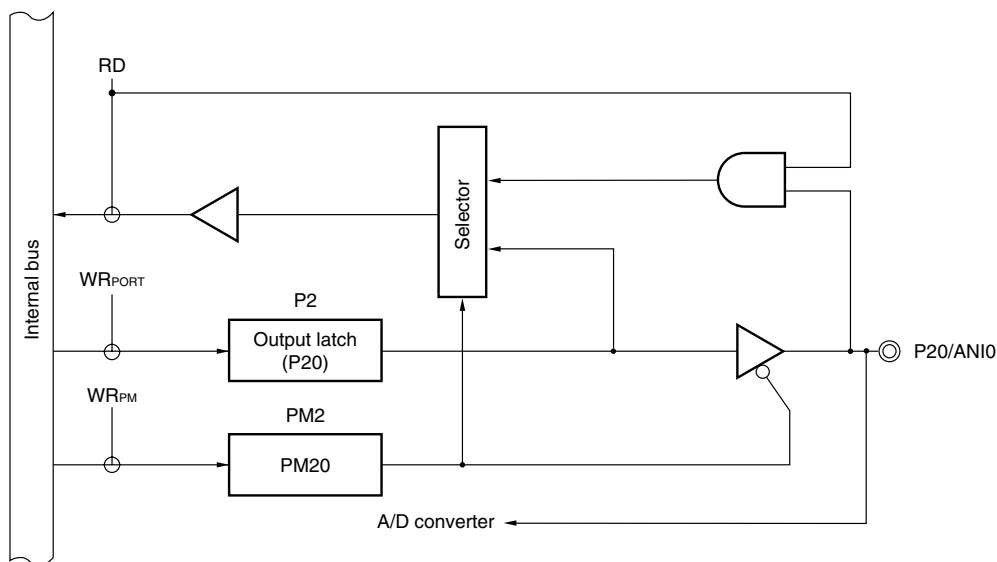 RD
Selector
Internal bus
WRPORT
P2
Output latch
(P20)
P20/ANI0
WRPM
PM2
PM20
A/D converter